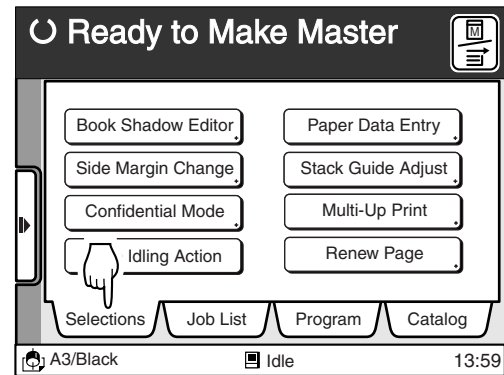 Ready to Make Master
M
Book Shadow Editor
Paper Data Entry
Side Margin Change
Stack Guide Adjust
Confidential Mode
Multi-Up Print
Idling Action
Renew Page
Selections
Job List
Program
Catalog
A3/Black
Idle
13:59